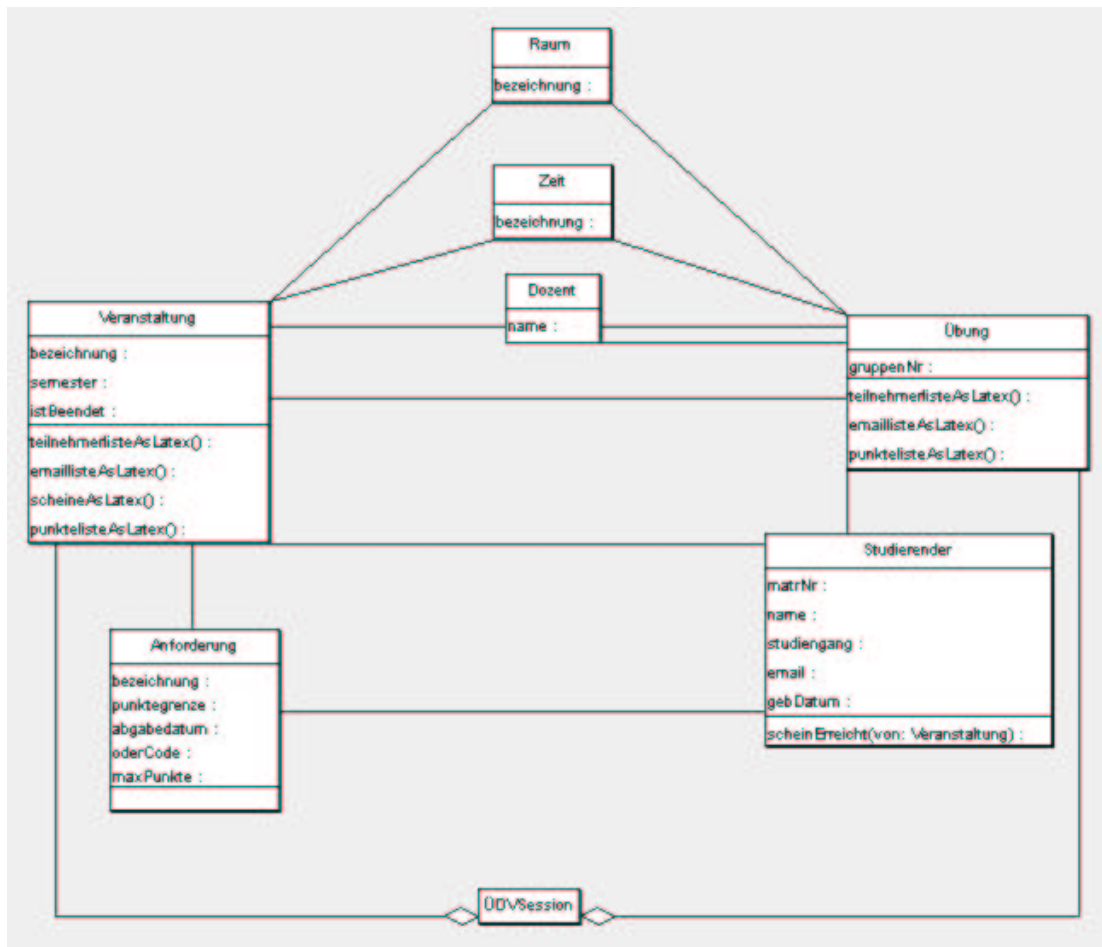 Raum
bezeichnung :
Zeit
bezeichnung :
Dozent
name :
Veranstaltung
bezeichnung :
semester :
istBeendet :
teilnehmerlisteAsLatex() :
emaillisteAsLatex() :
scheineAsLatex() :
punktelisteAsLatex() :
Übung
gruppenNr :
teilnehmerlisteAsLatex() :
emaillisteAsLatex() :
punktelisteAsLatex() :
Studierender
matrNr :
name :
studiengang :
email :
gebDatum :
scheinErreicht(von: Veranstaltung) :
Anforderung
bezeichnung :
punktegrenze :
abgabedatum :
oderCode :
maxPunkte :
ÜDVSession